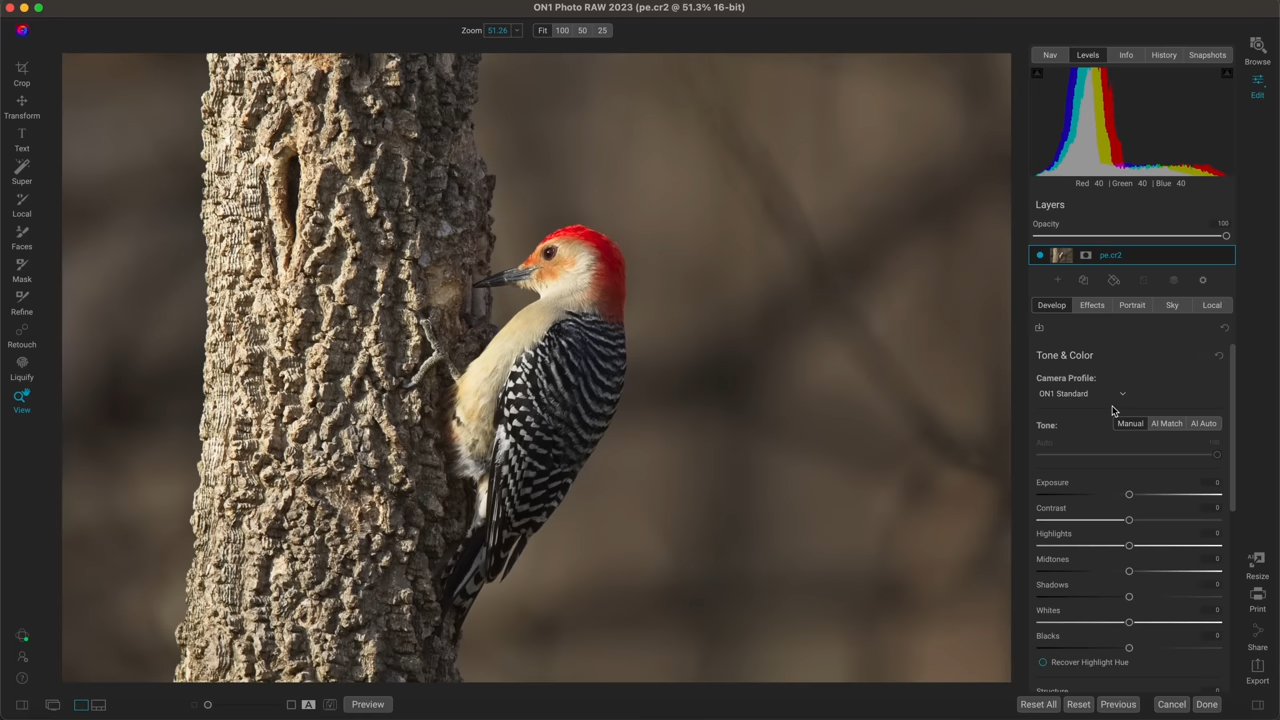 ON1 Photo RAW 2023 (pe.cr2 @ 51.3% 16-bit)
Zoom 51.26 Fit 100 50 25
Crop
Transform
Text
Super
Local
Faces
Mask
Refine
Retouch
Liquify
View
Nav Levels Info History Snapshots
Red 40 | Green 40 | Blue 40
Layers
Opacity 100
pe.cr2
Develop Effects Portrait Sky Local
Tone & Color
Camera Profile:
ON1 Standard
Tone: Manual AI Match AI Auto
Auto 100
Exposure 0
Contrast 0
Highlights 0
Midtones 0
Shadows 0
Whites 0
Blacks 0
Recover Highlight Hue
Structure
Browse
Edit
Resize
Print
Share
Export
A Preview
Reset All Reset Previous Cancel Done